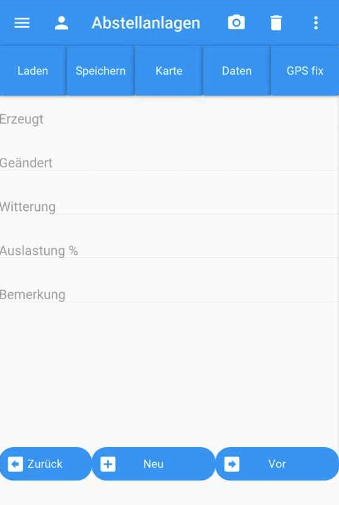 Abstellanlagen
Laden Speichern Karte Daten GPS fix
Erzeugt
Geändert
Witterung
Auslastung %
Bemerkung
Zurück Neu Vor